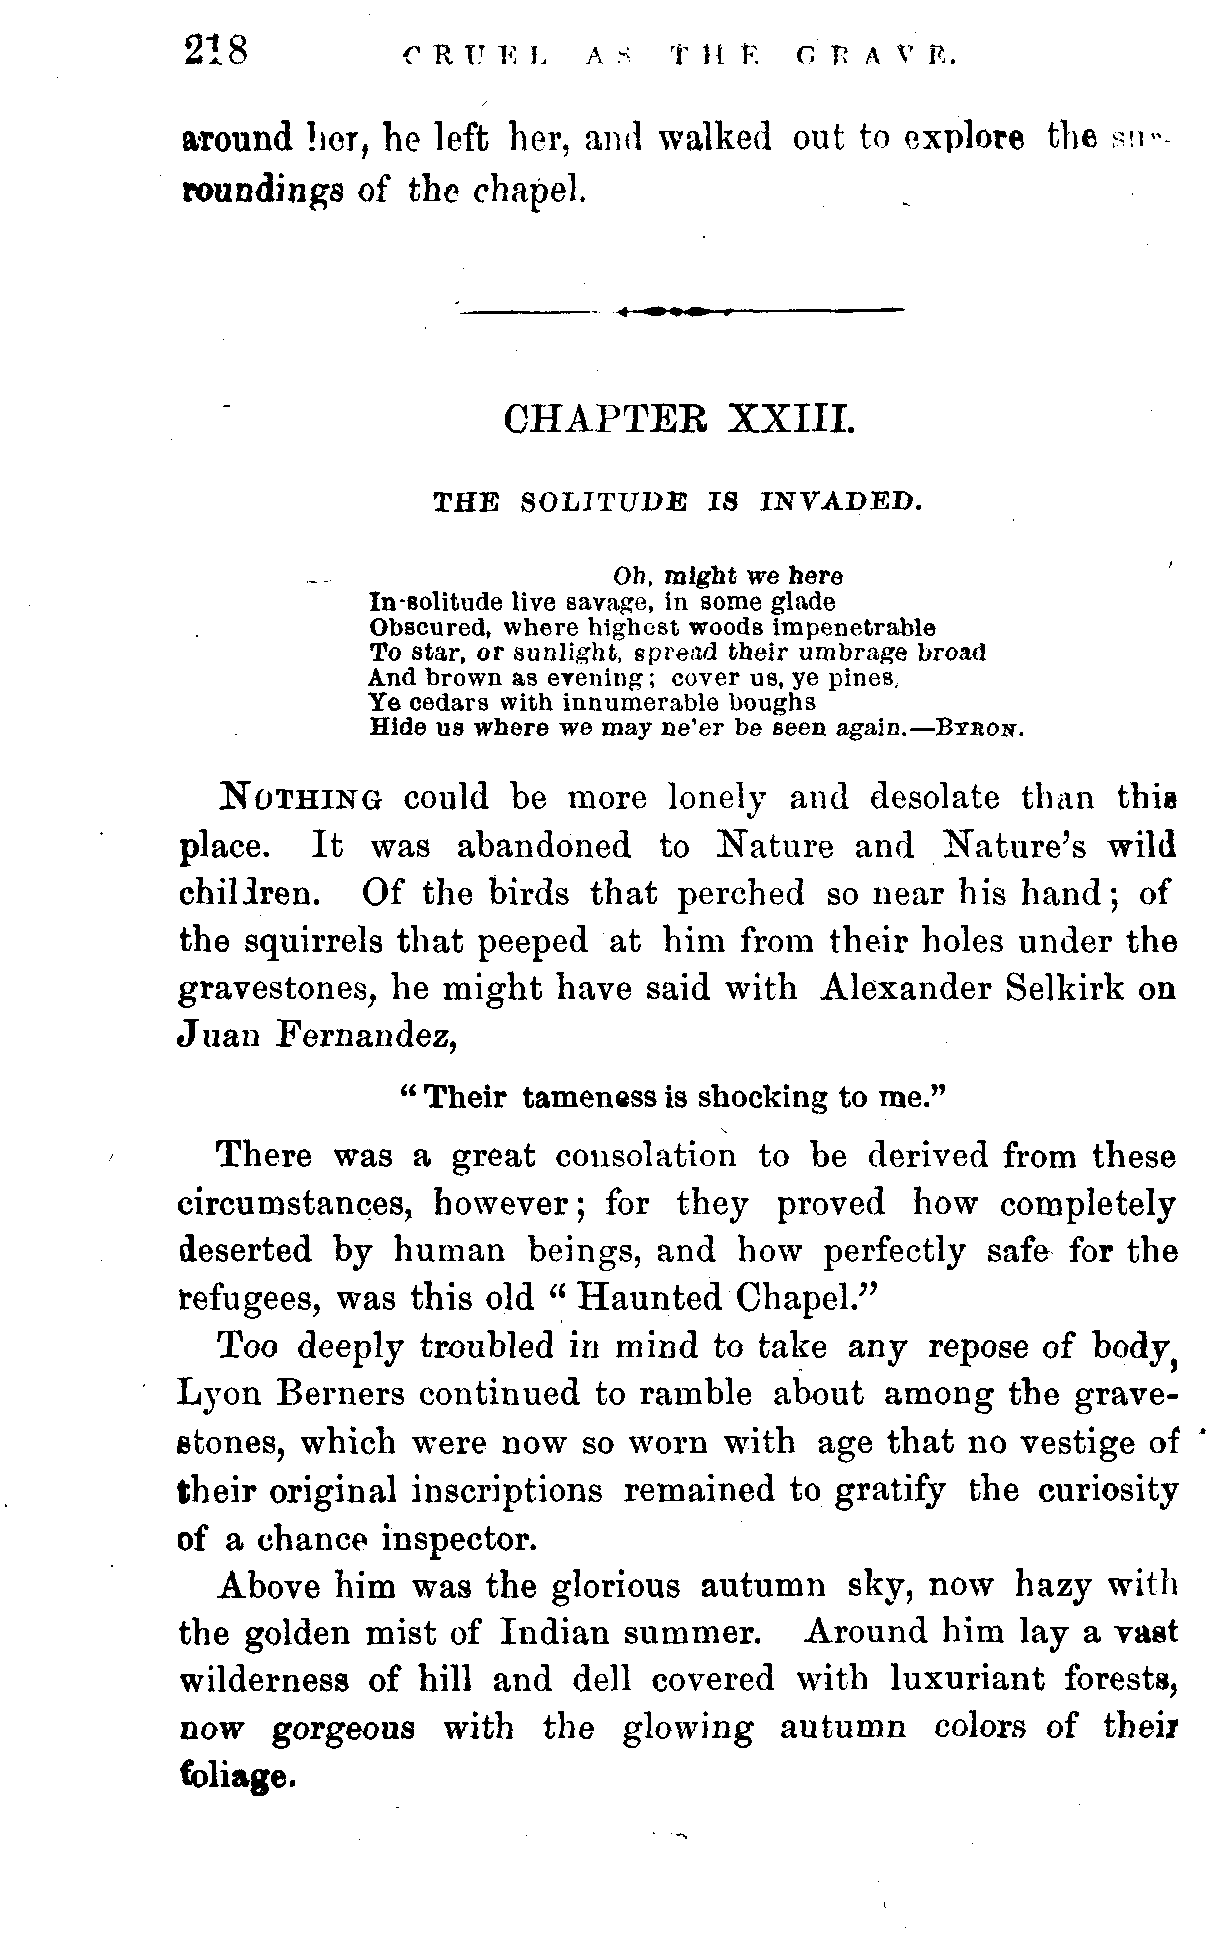 218 CRUEL AS THE GRAVE.
around her, he left her, and walked out to explore the sur-
roundings of the chapel.
CHAPTER XXIII.
THE SOLITUDE IS INVADED.
Oh, might we here
In solitude live savage, in some glade
Obscured, where highest woods impenetrable
To star, or sunlight, spread their umbrage broad
And brown as evening; cover us, ye pines,
Ye cedars with innumerable boughs
Hide us where we may ne'er be seen again.—BYRON.
NOTHING could be more lonely and desolate than this
place. It was abandoned to Nature and Nature's wild
children. Of the birds that perched so near his hand; of
the squirrels that peeped at him from their holes under the
gravestones, he might have said with Alexander Selkirk on
Juan Fernandez,
"Their tameness is shocking to me."
There was a great consolation to be derived from these
circumstances, however; for they proved how completely
deserted by human beings, and how perfectly safe for the
refugees, was this old "Haunted Chapel."
Too deeply troubled in mind to take any repose of body,
Lyon Berners continued to ramble about among the grave-
stones, which were now so worn with age that no vestige of
their original inscriptions remained to gratify the curiosity
of a chance inspector.
Above him was the glorious autumn sky, now hazy with
the golden mist of Indian summer. Around him lay a vast
wilderness of hill and dell covered with luxuriant forests,
now gorgeous with the glowing autumn colors of their
foliage.